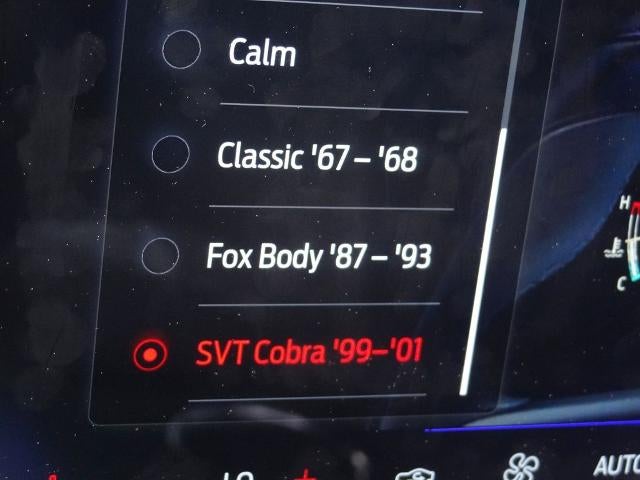 Calm
Classic '67 – '68
Fox Body '87 – '93
SVT Cobra '99–'01
H
C
AUTO